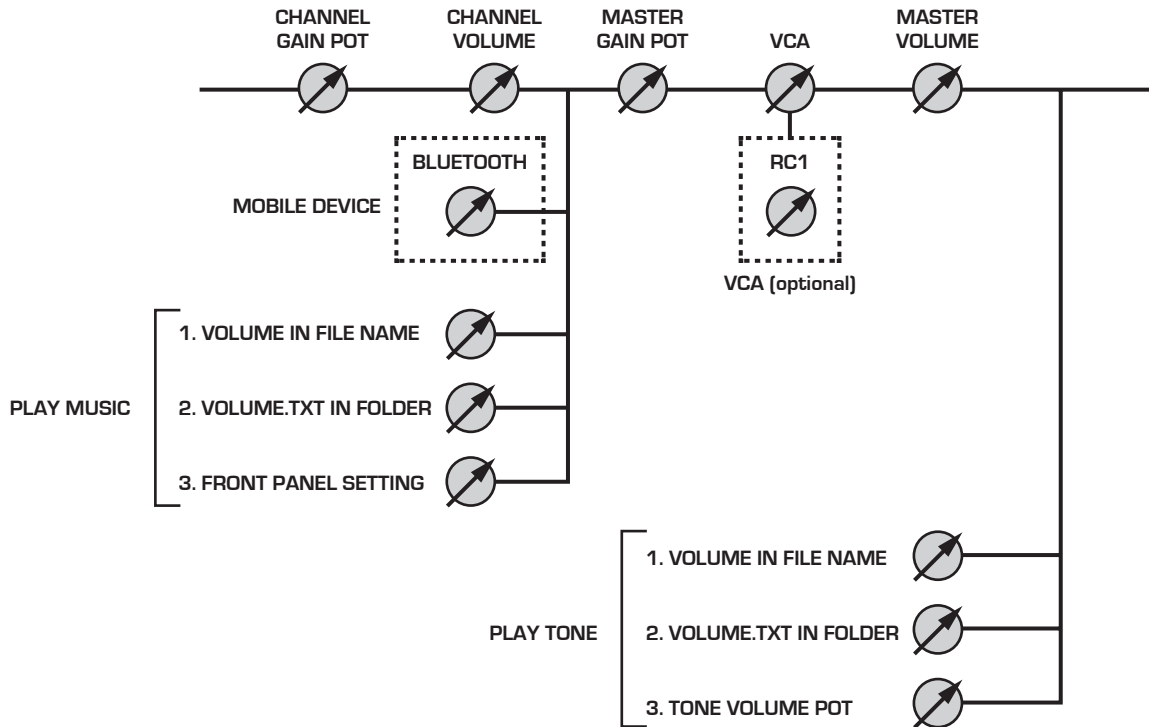 CHANNEL
GAIN POT
CHANNEL
VOLUME
MASTER
GAIN POT
VCA
MASTER
VOLUME
BLUETOOTH
MOBILE DEVICE
RC1
VCA (optional)
PLAY MUSIC
1. VOLUME IN FILE NAME
2. VOLUME.TXT IN FOLDER
3. FRONT PANEL SETTING
PLAY TONE
1. VOLUME IN FILE NAME
2. VOLUME.TXT IN FOLDER
3. TONE VOLUME POT